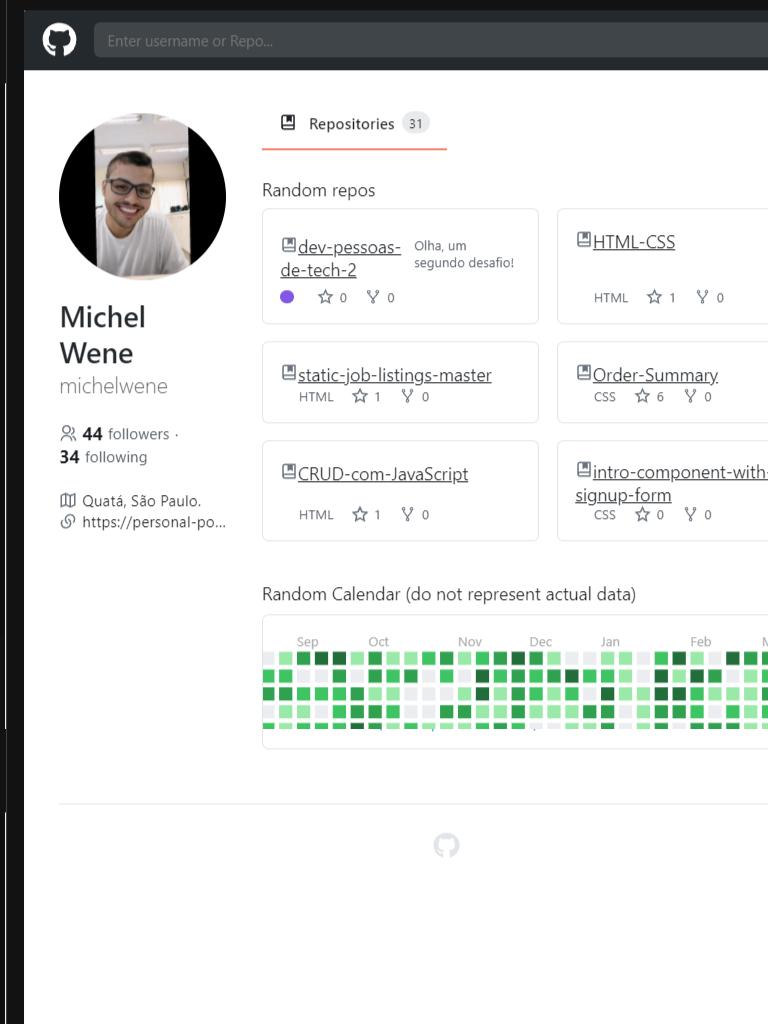 Enter username or Repo...
Repositories 31
Michel
Wene
michelwene
44 followers ·
34 following
Quatá, São Paulo.
https://personal-po...
Random repos
dev-pessoas-
de-tech-2
Olha, um
segundo desafio!
0 0
HTML-CSS
HTML 1 0
static-job-listings-master
HTML 1 0
Order-Summary
CSS 6 0
CRUD-com-JavaScript
HTML 1 0
intro-component-with-
signup-form
CSS 0 0
Random Calendar (do not represent actual data)
Sep Oct Nov Dec Jan Feb